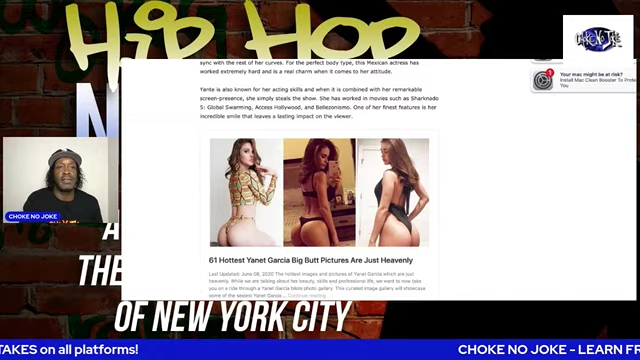 HIP HOP
N
CHOKE NO JOKE
sync with the rest of her curves. For the perfect body type, this Mexican actress has
worked extremely hard and is a real charm when it comes to her attitude.
Yante is also known for her acting skills and when it is combined with her remarkable
screen-presence, she simply steals the show. She has worked in movies such as Sharknado
5: Global Swarming, Access Hollywood, and Bellezonismo. One of her finest features is her
incredible smile that leaves a lasting impact on the viewer.
1
Your mac might be at risk?
Install Mac Clean Booster To Prote
You
CHOKE NO JOKE
61 Hottest Yanet Garcia Big Butt Pictures Are Just Heavenly
Last Updated: June 08, 2020 The hottest images and pictures of Yanet Garcia which are just
heavenly. While we are talking about her beauty, skills and professional life, we want to now take
you on a ride through a Yanet Garcia bikini photo gallery. This curated image gallery will showcase
some of the sexiest Yanet Garcia ... Continue reading
A
THE
OF NEW YORK CITY
TAKES on all platforms!
CHOKE NO JOKE - LEARN FR